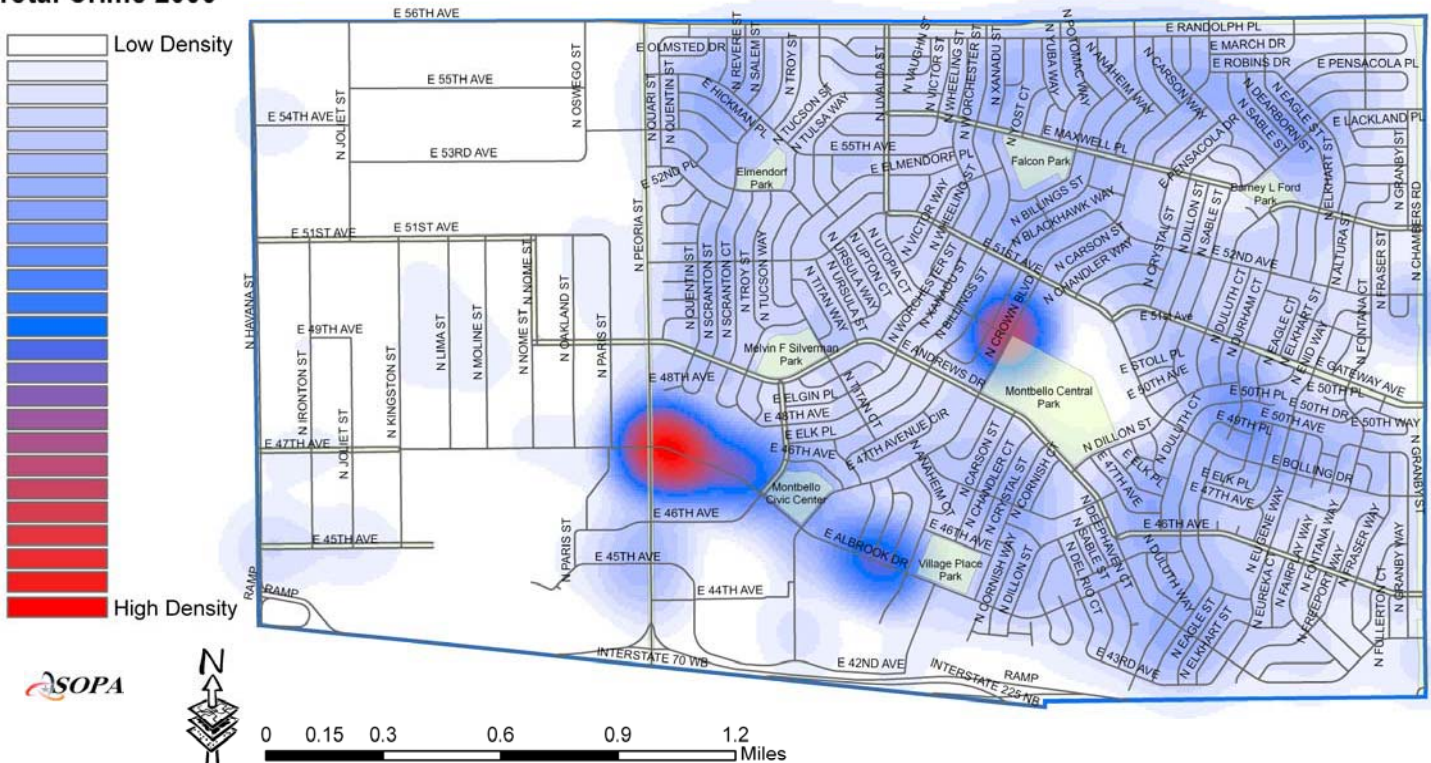 Low Density
High Density
SOPA
N
0 0.15 0.3 0.6 0.9 1.2
Miles
E 56TH AVE
E 55TH AVE
E 54TH AVE
E 53RD AVE
N JOLIET ST
N OSWEGO ST
E 51ST AVE
E 51ST AVE
N HAVANA ST
E 49TH AVE
N IRONTON ST
N JOLIET ST
N KINGSTON ST
N LIMA ST
N MOLINE ST
N NOME ST
N NOME ST
N OAKLAND ST
N PARIS ST
N PEORIA ST
E 47TH AVE
E 45TH AVE
RAMP
RAMP
N PARIS ST
E 46TH AVE
E 45TH AVE
E 44TH AVE
INTERSTATE 70 WB
E 42ND AVE
INTERSTATE 225 NB
RAMP
E OLMSTED DR
N REVERE ST
N SALEM ST
N TROY ST
N QUARI ST
N QUENTIN ST
E HICKMAN PL
N TUCSON ST
N TULSA WAY
E 52ND PL
Elmendorf
Park
E 55TH AVE
E ELMENDORF PL
N UVALDA ST
N VAUGHN ST
N VICTOR ST
N WHEELING ST
N WORCHESTER ST
N XANADU ST
N YOST CT
N YUBA WAY
N POTOMAC WAY
N ANAHEIM WAY
N CARSON WAY
E RANDOLPH PL
E MARCH DR
E ROBINS DR
E PENSACOLA PL
N DEARBORN ST
N SABLE ST
N EAGLE ST
E LACKLAND PL
E MAXWELL PL
E PENSACOLA DR
Falcon Park
Barney L Ford
Park
N ELKHART ST
N GRANBY ST
N CHAMBERS RD
N BILLINGS ST
N BLACKHAWK WAY
N CARSON ST
N CHANDLER WAY
N CRYSTAL ST
N DILLON ST
N SABLE ST
E 52ND AVE
N ALTURA ST
N FRASER ST
N VICTOR WAY
N WHEELING ST
E 51ST AVE
N UTOPIA CT
N UPTON CT
N URSULA WAY
N URSULA ST
N TITAN WAY
N QUENTIN ST
N SCRANTON ST
N SCRANTON CT
N TROY ST
N TUCSON WAY
N WORCHESTER ST
N XANADU ST
N BILLINGS ST
N CROWN BLVD
E ANDREWS DR
Melvin F Silverman
Park
Montbello Central
Park
E 51st Ave
N DULUTH CT
N DURHAM CT
N EAGLE CT
N ELKHART ST
N ENID WAY
N FONTANA CT
E GATEWAY AVE
E STOLL PL
E 50TH AVE
E 50TH PL
E 50TH PL
E 50TH DR
E 50TH AVE
E 50TH WAY
E 49TH PL
E 48TH AVE
E ELGIN PL
E 48TH AVE
E ELK PL
E 46TH AVE
N TITAN CT
E 47TH AVENUE CIR
Montbello
Civic Center
N ANAHEIM CT
N CARSON ST
N CHANDLER CT
N CRYSTAL ST
N CORNISH CT
N DILLON ST
N DULUTH CT
E ELK PL
E 47TH AVE
E BOLLING DR
E ELK PL
E 47TH AVE
E 46TH AVE
N GRANBY ST
E ALBROOK DR
E 46TH AVE
Village Place
Park
N CORNISH WAY
N DILLON ST
N DEEPHAVEN CT
N SABLE ST
N DEL RIO CT
N DULUTH WAY
N EAGLE ST
N ELKHART ST
E 43RD AVE
N EUGENE WAY
N EUREKA CT
N FAIRPLAY WAY
N FONTANA WAY
N FREEPORT WAY
N FRASER WAY
N FULLERTON CT
N GRANBY WAY